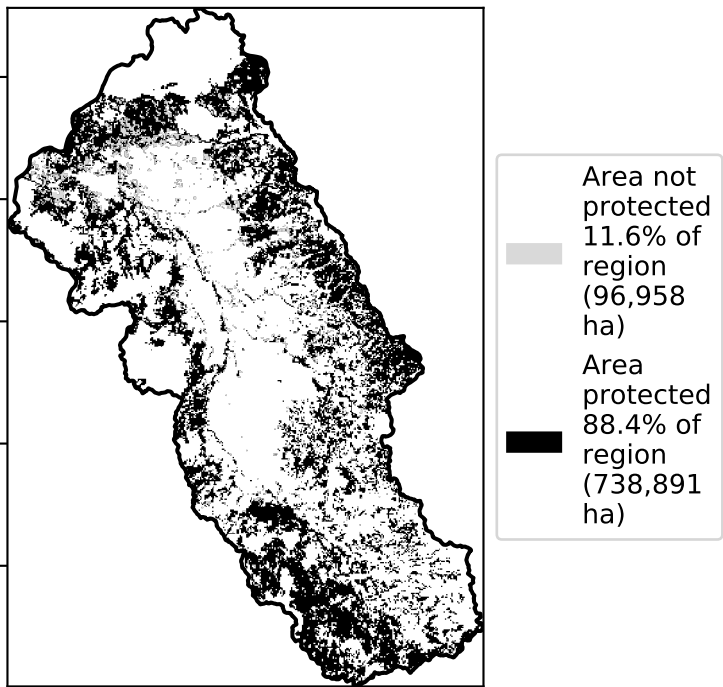 Area not
protected
11.6% of
region
(96,958
ha)
Area
protected
88.4% of
region
(738,891
ha)